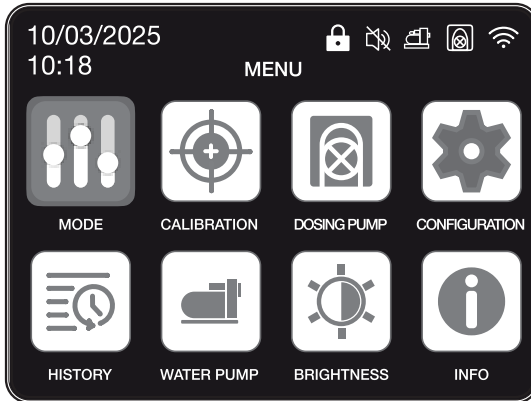 10/03/2025
10:18
MENU
MODE CALIBRATION DOSING PUMP CONFIGURATION
HISTORY WATER PUMP BRIGHTNESS INFO